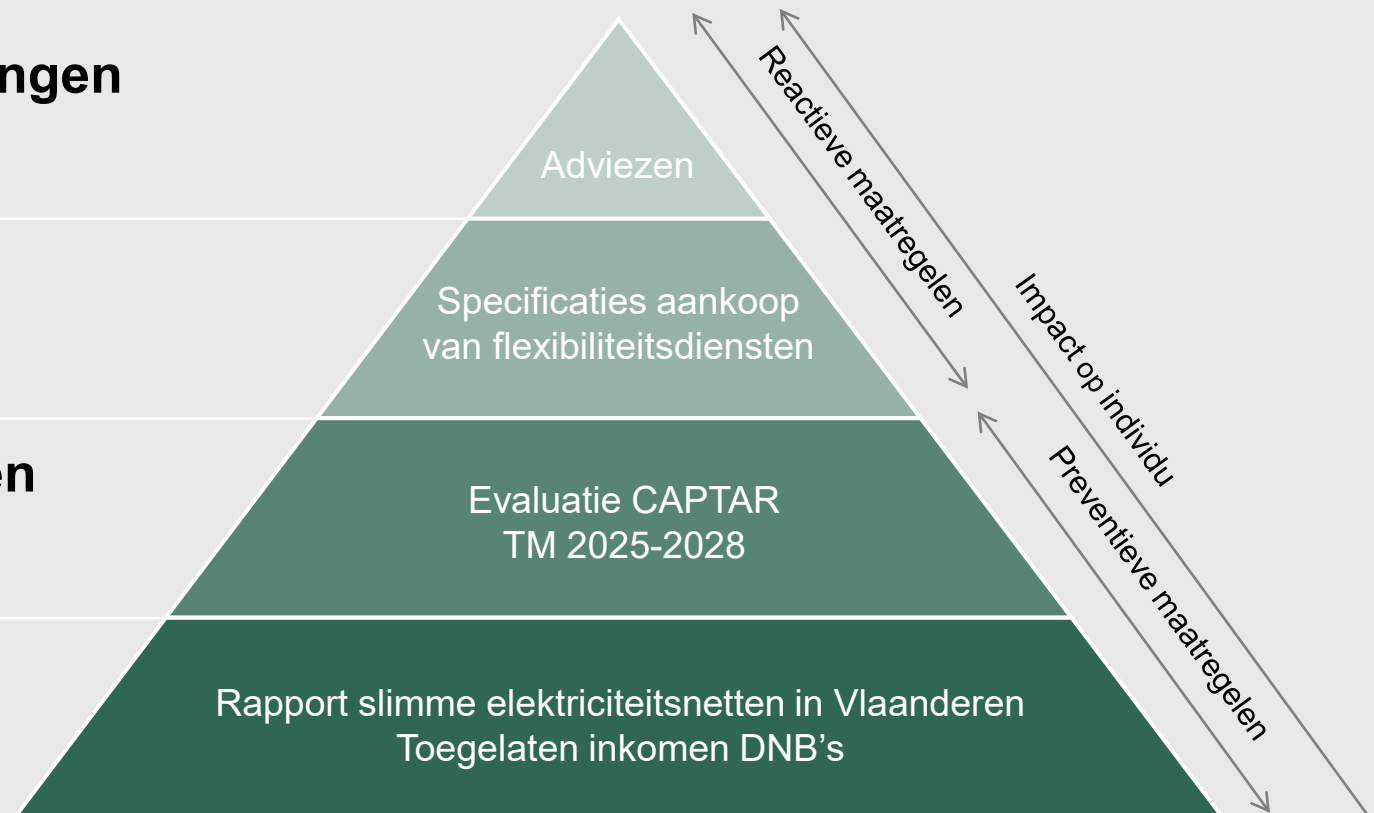 ngen
Adviezen
Specificaties aankoop
van flexibiliteitsdiensten
en
Evaluatie CAPTAR
TM 2025-2028
Rapport slimme elektriciteitsnetten in Vlaanderen
Toegelaten inkomen DNB’s
Reactieve maatregelen
Impact op individu
Preventieve maatregelen